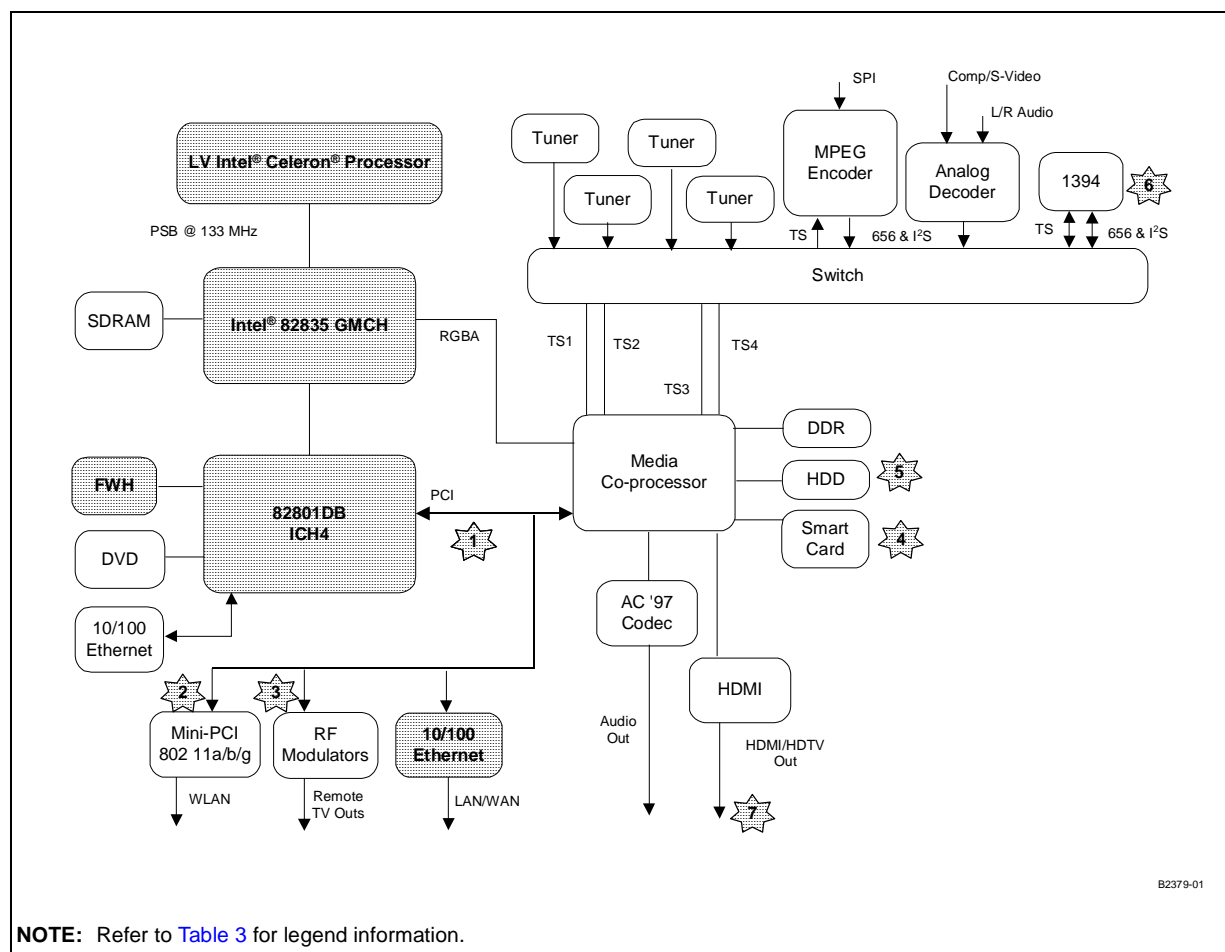 SPI
Comp/S-Video
L/R Audio
LV Intel® Celeron® Processor
Tuner
Tuner
Tuner
Tuner
MPEG
Encoder
Analog
Decoder
1394
6
PSB @ 133 MHz
TS
656 & I²S
TS
656 & I²S
Switch
SDRAM
Intel® 82835 GMCH
RGBA
TS1
TS2
TS3
TS4
Media
Co-processor
DDR
HDD
5
Smart
Card
4
FWH
82801DB
ICH4
PCI
1
DVD
10/100
Ethernet
AC '97
Codec
HDMI
2
3
Mini-PCI
802 11a/b/g
RF
Modulators
10/100
Ethernet
Audio
Out
HDMI/HDTV
Out
WLAN
Remote
TV Outs
LAN/WAN
7
B2379-01
NOTE: Refer to Table 3 for legend information.